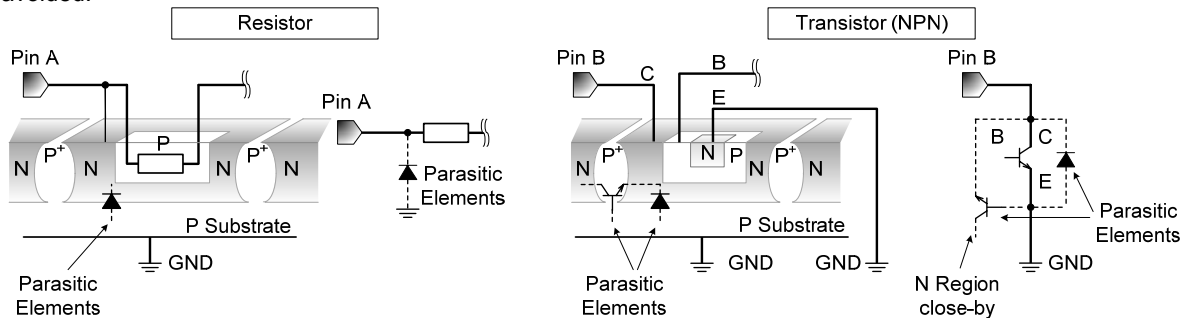 Resistor
Transistor (NPN)
Pin A
Pin A
N
P+
N
P
P+
N
Parasitic
Elements
P Substrate
GND
Parasitic
Elements
Pin B
C
B
E
N
P+
N
N
P
P+
N
P Substrate
GND
GND
Parasitic
Elements
Pin B
B
C
E
Parasitic
Elements
GND
N Region
close-by